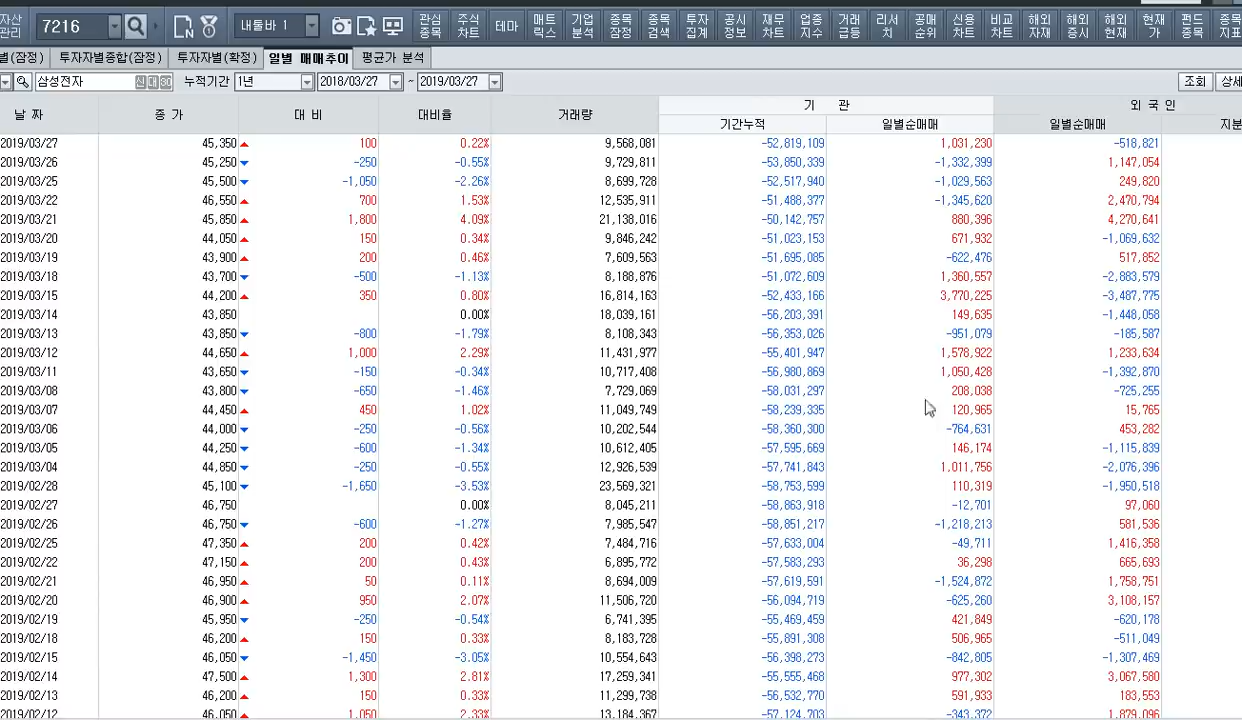 자산 관리 7216 내툴바 1 관심 종목 주식 차트 테마 매트 릭스 기업 분석 종목 잠정 종목 검색 투자 집계 공시 정보 재무 차트 업종 지수 거래 급등 리서 치 공매 순위 신용 차트 비교 차트 해외 자재 해외 증시 해외 현재 현재 가 펀드 종목 종목 지표
별(잠정) 투자자별종합(잠정) 투자자별(확정) 일별 매매추이 평균가 분석
삼성전자 신 대 누적기간 1년 2018/03/27 ~ 2019/03/27 조회 상세
날 짜 종 가 대 비 대비율 거래량 기 관 외 국 인
기간누적 일별순매매 일별순매매 지분
2019/03/27 45,350 ▲ 100 0.22% 9,568,081 -52,819,109 1,031,230 -518,821
2019/03/26 45,250 ▼ -250 -0.55% 9,729,811 -53,850,339 -1,332,399 1,147,054
2019/03/25 45,500 ▼ -1,050 -2.26% 8,699,728 -52,517,940 -1,029,563 249,820
2019/03/22 46,550 ▲ 700 1.53% 12,535,911 -51,488,377 -1,345,620 2,470,794
2019/03/21 45,850 ▲ 1,800 4.09% 21,138,016 -50,142,757 880,396 4,270,641
2019/03/20 44,050 ▲ 150 0.34% 9,846,242 -51,023,153 671,932 -1,069,632
2019/03/19 43,900 ▲ 200 0.46% 7,609,563 -51,695,085 -622,476 517,852
2019/03/18 43,700 ▼ -500 -1.13% 8,188,876 -51,072,609 1,360,557 -2,883,579
2019/03/15 44,200 ▲ 350 0.80% 16,814,163 -52,433,166 3,770,225 -3,487,775
2019/03/14 43,850 0.00% 18,039,161 -56,203,391 149,635 -1,448,058
2019/03/13 43,850 ▼ -800 -1.79% 8,108,343 -56,353,026 -951,079 -185,587
2019/03/12 44,650 ▲ 1,000 2.29% 11,431,977 -55,401,947 1,578,922 1,233,634
2019/03/11 43,650 ▼ -150 -0.34% 10,717,408 -56,980,869 1,050,428 -1,392,870
2019/03/08 43,800 ▼ -650 -1.46% 7,729,069 -58,031,297 208,038 -725,255
2019/03/07 44,450 ▲ 450 1.02% 11,049,749 -58,239,335 120,965 15,765
2019/03/06 44,000 ▼ -250 -0.56% 10,202,544 -58,360,300 -764,631 453,282
2019/03/05 44,250 ▼ -600 -1.34% 10,612,405 -57,595,669 146,174 -1,115,839
2019/03/04 44,850 ▼ -250 -0.55% 12,926,539 -57,741,843 1,011,756 -2,076,396
2019/02/28 45,100 ▼ -1,650 -3.53% 23,569,321 -58,753,599 110,319 -1,950,518
2019/02/27 46,750 0.00% 8,045,211 -58,863,918 -12,701 97,060
2019/02/26 46,750 ▼ -600 -1.27% 7,985,547 -58,851,217 -1,218,213 581,536
2019/02/25 47,350 ▲ 200 0.42% 7,484,716 -57,633,004 -49,711 1,416,358
2019/02/22 47,150 ▲ 200 0.43% 6,895,772 -57,583,293 36,298 665,693
2019/02/21 46,950 ▲ 50 0.11% 8,694,009 -57,619,591 -1,524,872 1,758,751
2019/02/20 46,900 ▲ 950 2.07% 11,506,720 -56,094,719 -625,260 3,108,157
2019/02/19 45,950 ▼ -250 -0.54% 6,741,395 -55,469,459 421,849 -620,178
2019/02/18 46,200 ▲ 150 0.33% 8,183,728 -55,891,308 506,965 -511,049
2019/02/15 46,050 ▼ -1,450 -3.05% 10,554,643 -56,398,273 -842,805 -1,307,469
2019/02/14 47,500 ▲ 1,300 2.81% 17,259,341 -55,555,468 977,302 3,067,580
2019/02/13 46,200 ▲ 150 0.33% 11,299,738 -56,532,770 591,933 183,553
2019/02/12 46,050 ▲ 1,050 2.33% 13,184,367 -57,124,703 -343,372 1,879,096